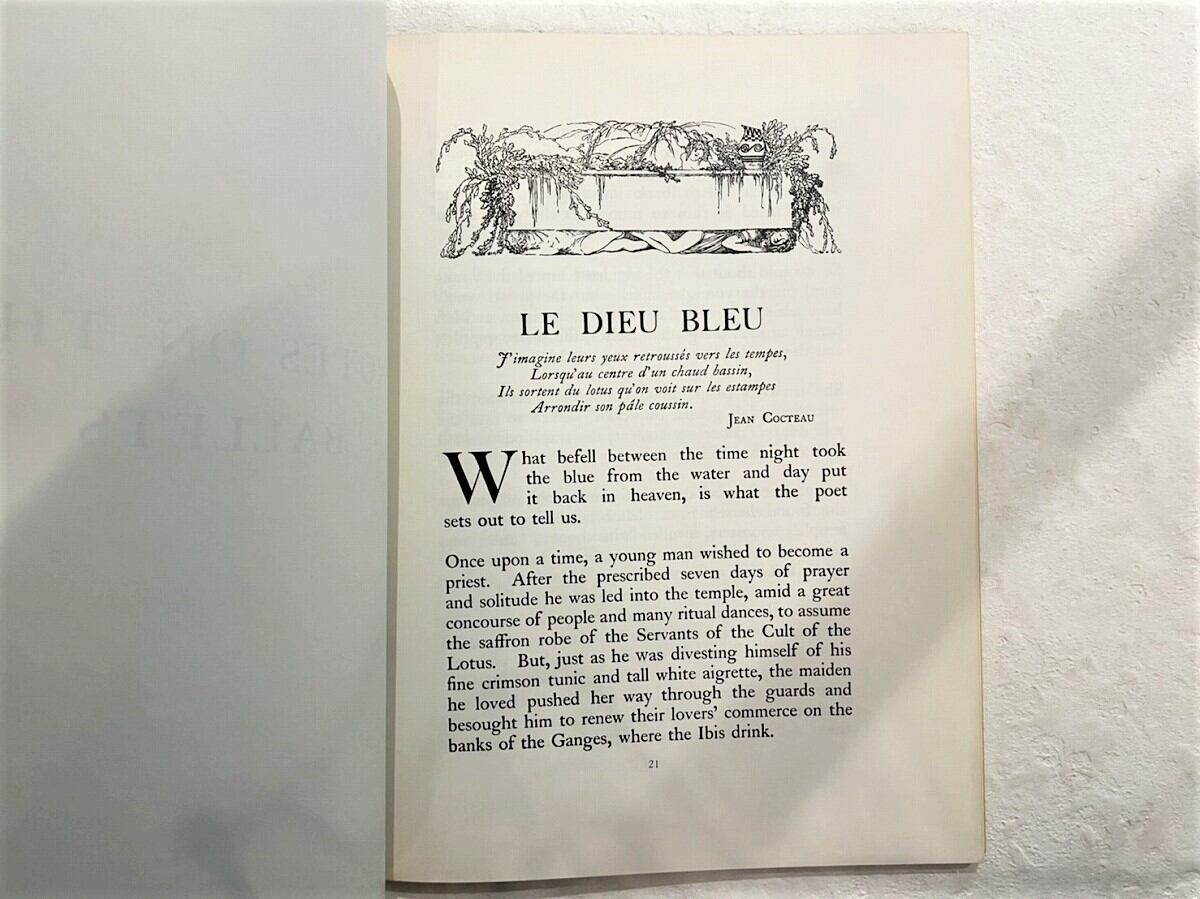 LE DIEU BLEU
J'imagine leurs yeux retroussés vers les tempes,
Lorsqu'au centre d'un chaud bassin,
Ils sortent du lotus qu'on voit sur les estampes
Arrondir son pâle coussin.
JEAN COCTEAU
What befell between the time night took
the blue from the water and day put
it back in heaven, is what the poet
sets out to tell us.
Once upon a time, a young man wished to become a
priest. After the prescribed seven days of prayer
and solitude he was led into the temple, amid a great
concourse of people and many ritual dances, to assume
the saffron robe of the Servants of the Cult of the
Lotus. But, just as he was divesting himself of his
fine crimson tunic and tall white aigrette, the maiden
he loved pushed her way through the guards and
besought him to renew their lovers' commerce on the
banks of the Ganges, where the Ibis drink.
21